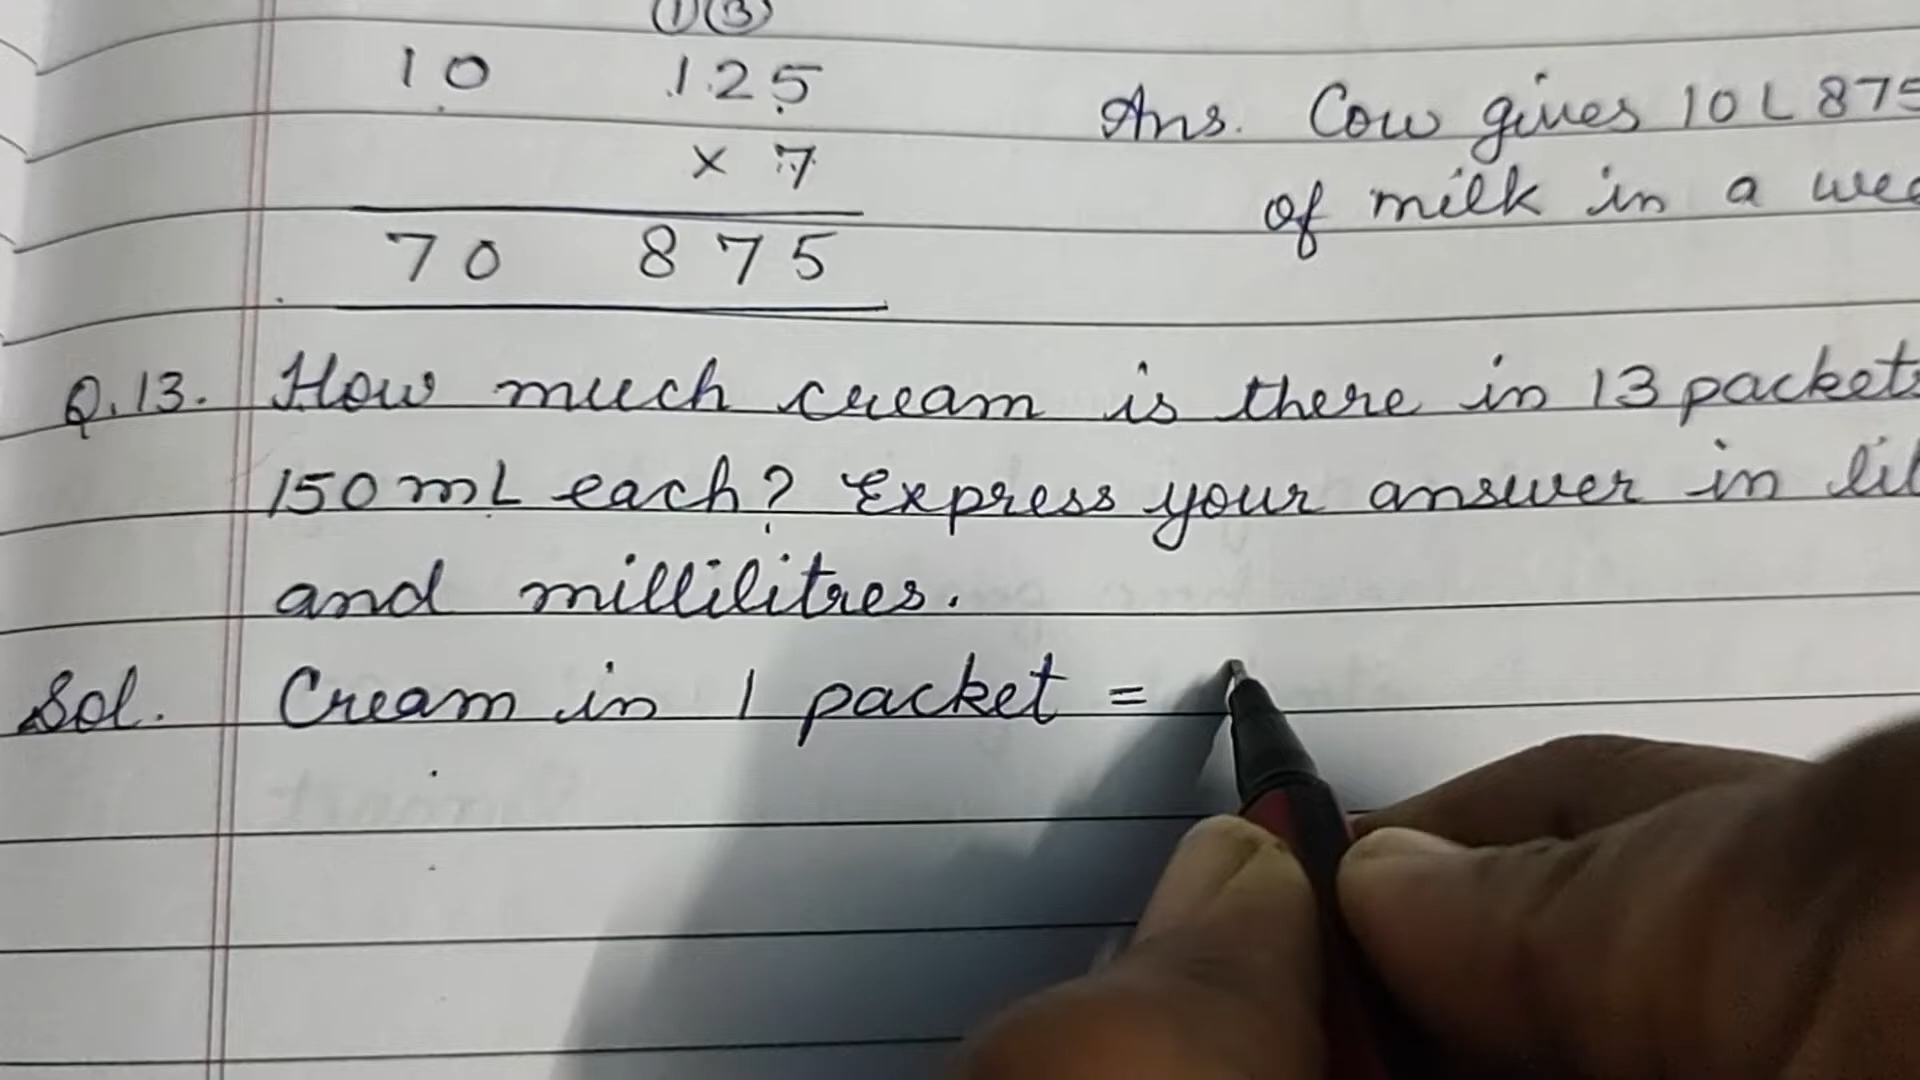 ①③
10 125
× 7
70 875
Ans. Cow gives 10 L 875
of milk in a
Q.13. How much cream is there in 13 packets
150 mL each? Express your answer in
and millilitres.
Sol. Cream in 1 packet =